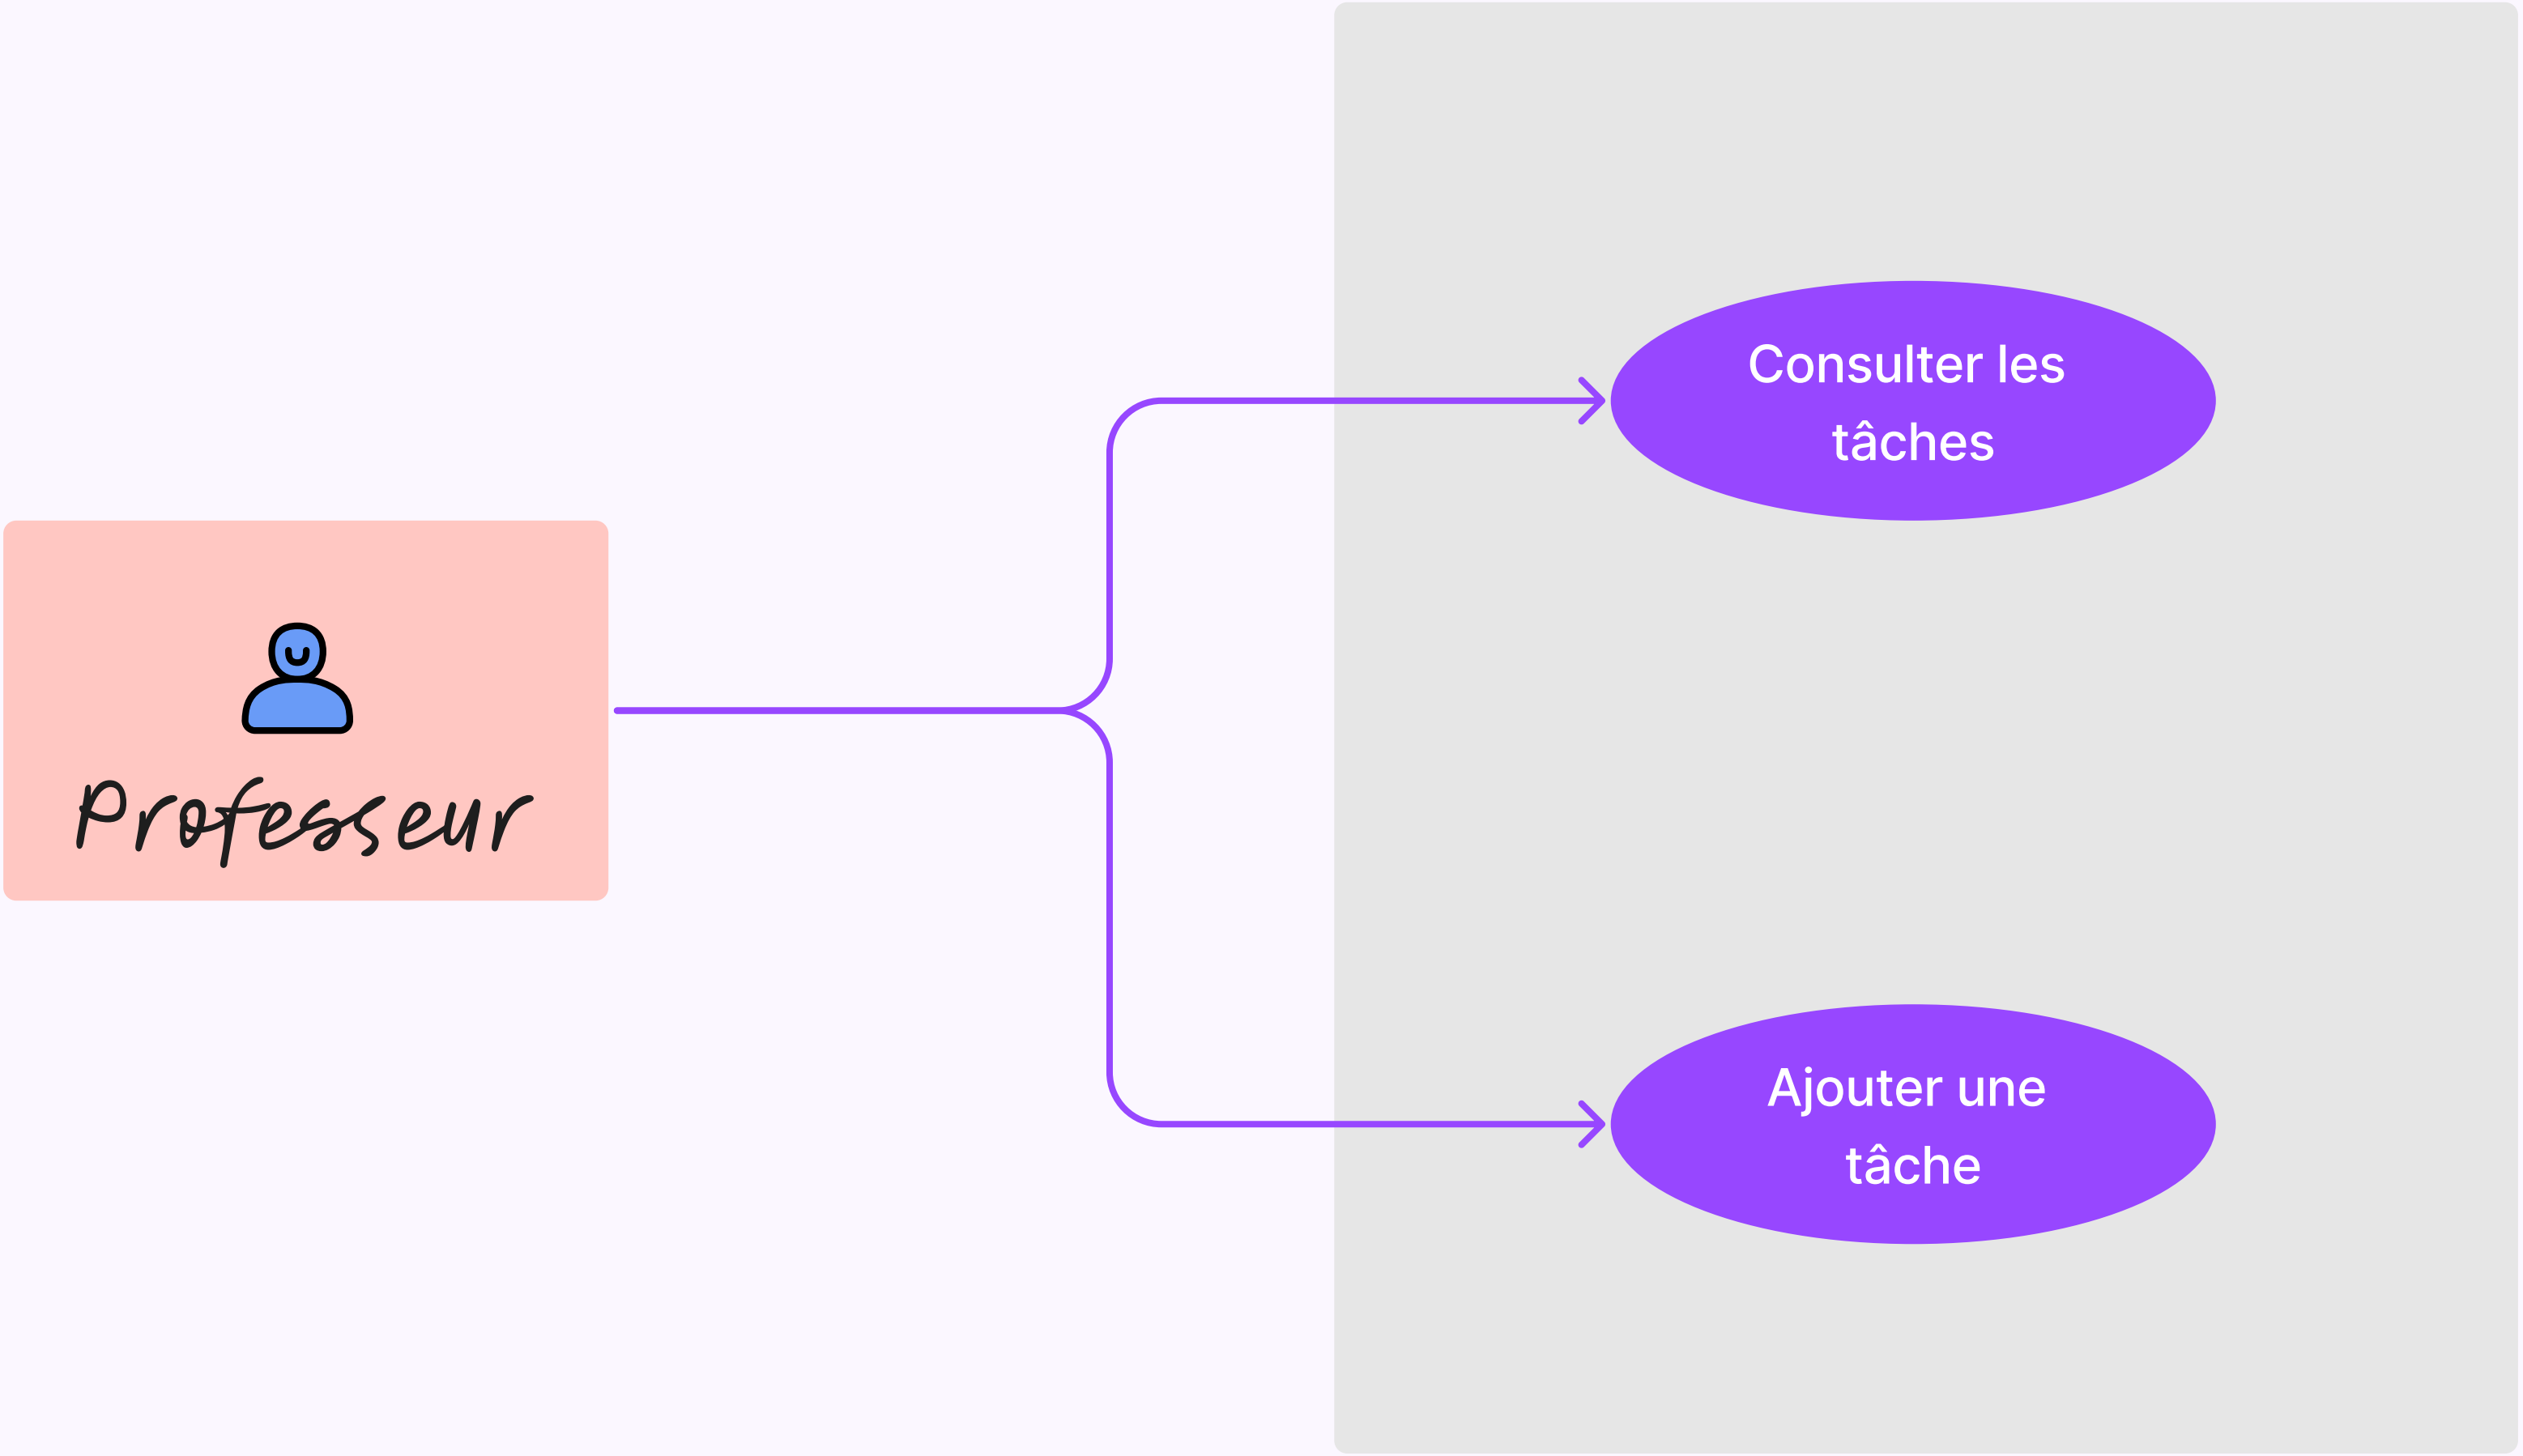 Consulter les
tâches
Professeur
Ajouter une
tâche